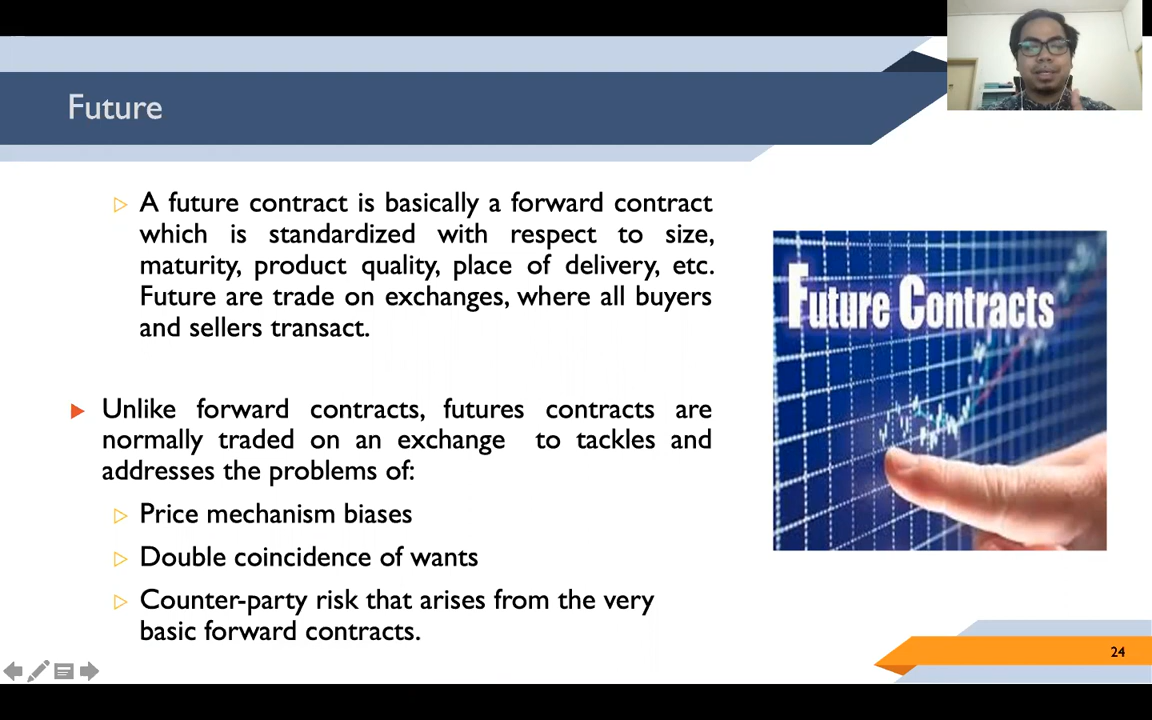 Future
A future contract is basically a forward contract
which is standardized with respect to size,
maturity, product quality, place of delivery, etc.
Future are trade on exchanges, where all buyers
and sellers transact.
Unlike forward contracts, futures contracts are
normally traded on an exchange to tackles and
addresses the problems of:
Price mechanism biases
Double coincidence of wants
Counter-party risk that arises from the very
basic forward contracts.
Future Contracts
24